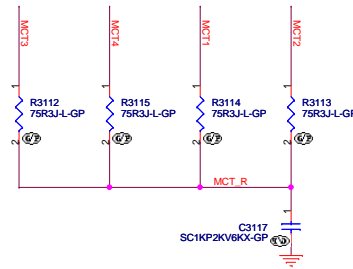 MCT3
MCT4
MCT1
MCT2
1
1
1
1
R3112
75R3J-L-GP
R3115
75R3J-L-GP
R3114
75R3J-L-GP
R3113
75R3J-L-GP
2
2
2
2
MCT_R
1
C3117
SC1KP2KV6KX-GP